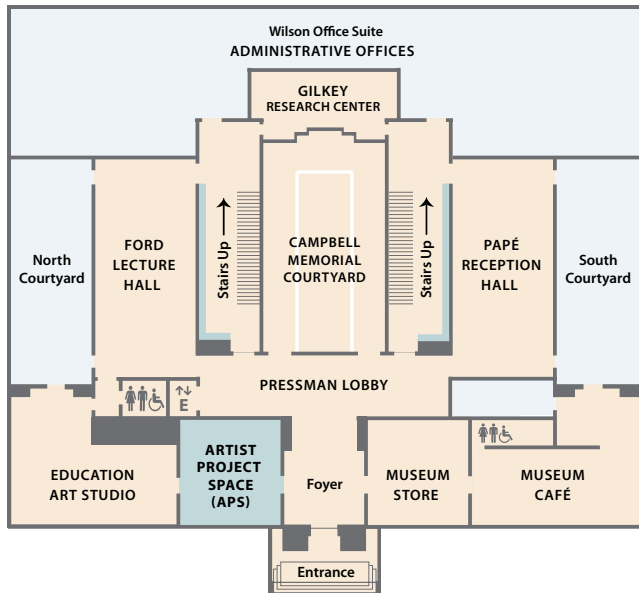 Wilson Office Suite
ADMINISTRATIVE OFFICES
GILKEY
RESEARCH CENTER
North
Courtyard
FORD
LECTURE
HALL
Stairs Up
CAMPBELL
MEMORIAL
COURTYARD
Stairs Up
PAPÉ
RECEPTION
HALL
South
Courtyard
PRESSMAN LOBBY
E
EDUCATION
ART STUDIO
ARTIST
PROJECT
SPACE
(APS)
Foyer
MUSEUM
STORE
MUSEUM
CAFÉ
Entrance